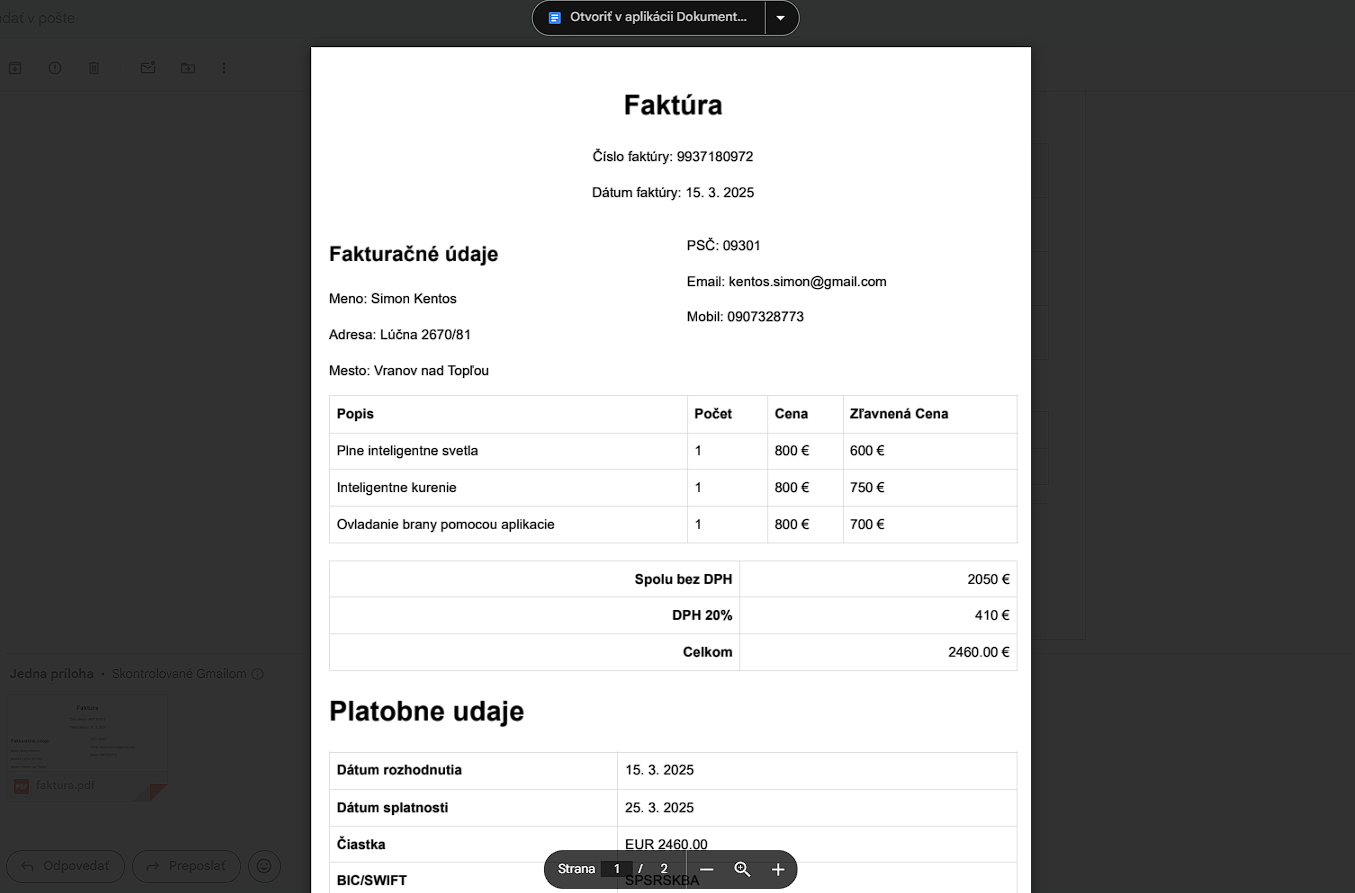 adať v pošte
Otvoriť v aplikácii Dokument...
Faktúra
Číslo faktúry: 9937180972
Dátum faktúry: 15. 3. 2025
Fakturačné údaje
Meno: Simon Kentos
Adresa: Lúčna 2670/81
Mesto: Vranov nad Topľou
PSČ: 09301
Email: kentos.simon@gmail.com
Mobil: 0907328773
Popis Počet Cena Zľavnená Cena
Plne inteligentne svetla 1 800 € 600 €
Inteligentne kurenie 1 800 € 750 €
Ovladanie brany pomocou aplikacie 1 800 € 700 €
Spolu bez DPH 2050 €
DPH 20% 410 €
Celkom 2460.00 €
Platobne udaje
Dátum rozhodnutia 15. 3. 2025
Dátum splatnosti 25. 3. 2025
Čiastka EUR 2460.00
BIC/SWIFT SPSRSKBA
Strana 1 / 2
Jedna príloha • Skontrolované Gmailom
Faktúra
faktura.pdf
Odpovedať
Preposlať